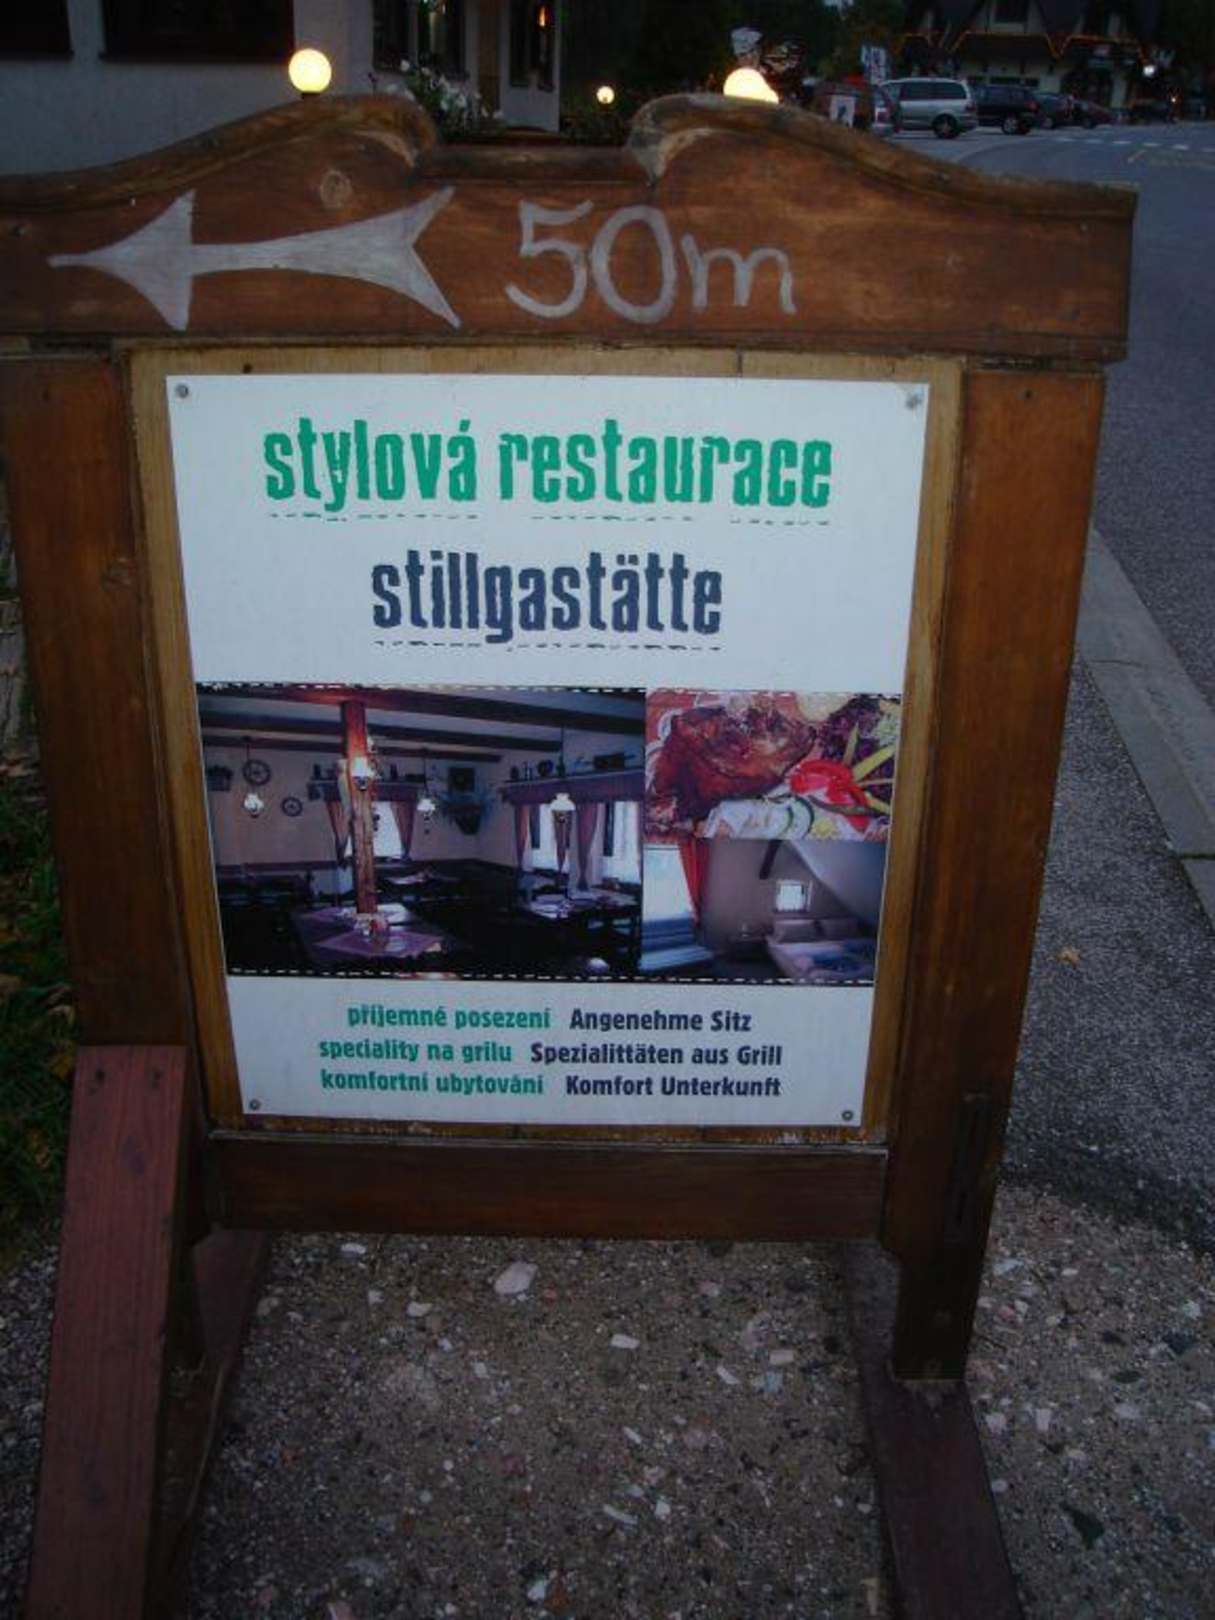 50m
stylová restaurace
stillgastätte
příjemné posezení Angenehme Sitz
speciality na grilu Spezialittäten aus Grill
komfortní ubytování Komfort Unterkunft